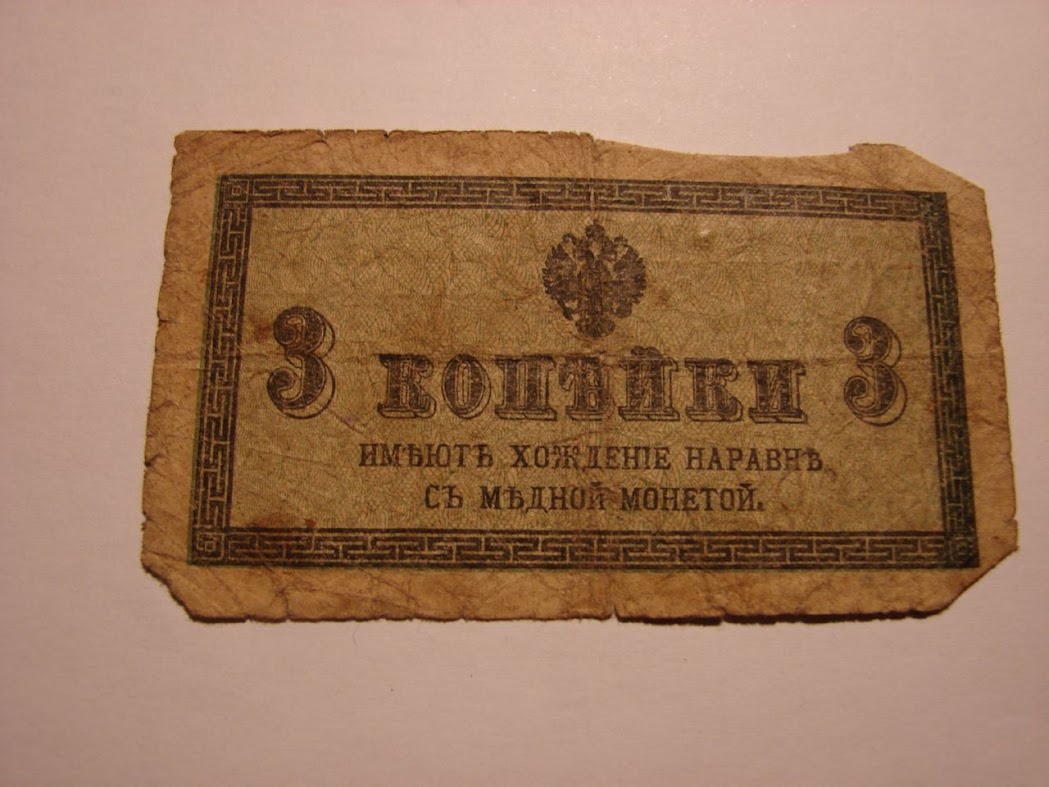 3 КОПѢЙКИ 3
ИМѢЮТЪ ХОЖДЕНІЕ НАРАВНѢ
СЪ МѢДНОЙ МОНЕТОЙ.